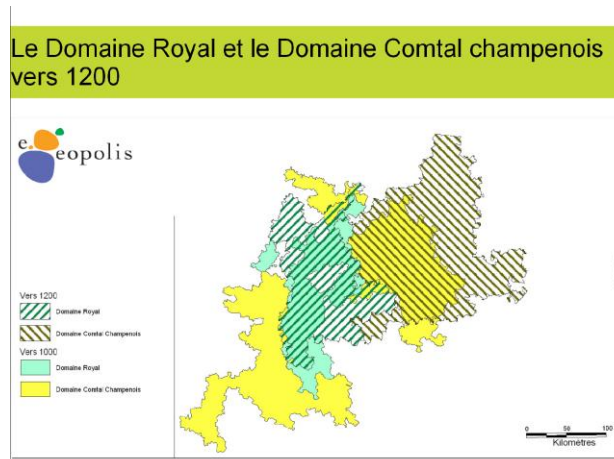 Le Domaine Royal et le Domaine Comtal champenois
vers 1200
e.
eopolis
Vers 1200
Domaine Royal
Domaine Comtal Champenois
Vers 1000
Domaine Royal
Domaine Comtal Champenois
0 50 100
Kilomètres